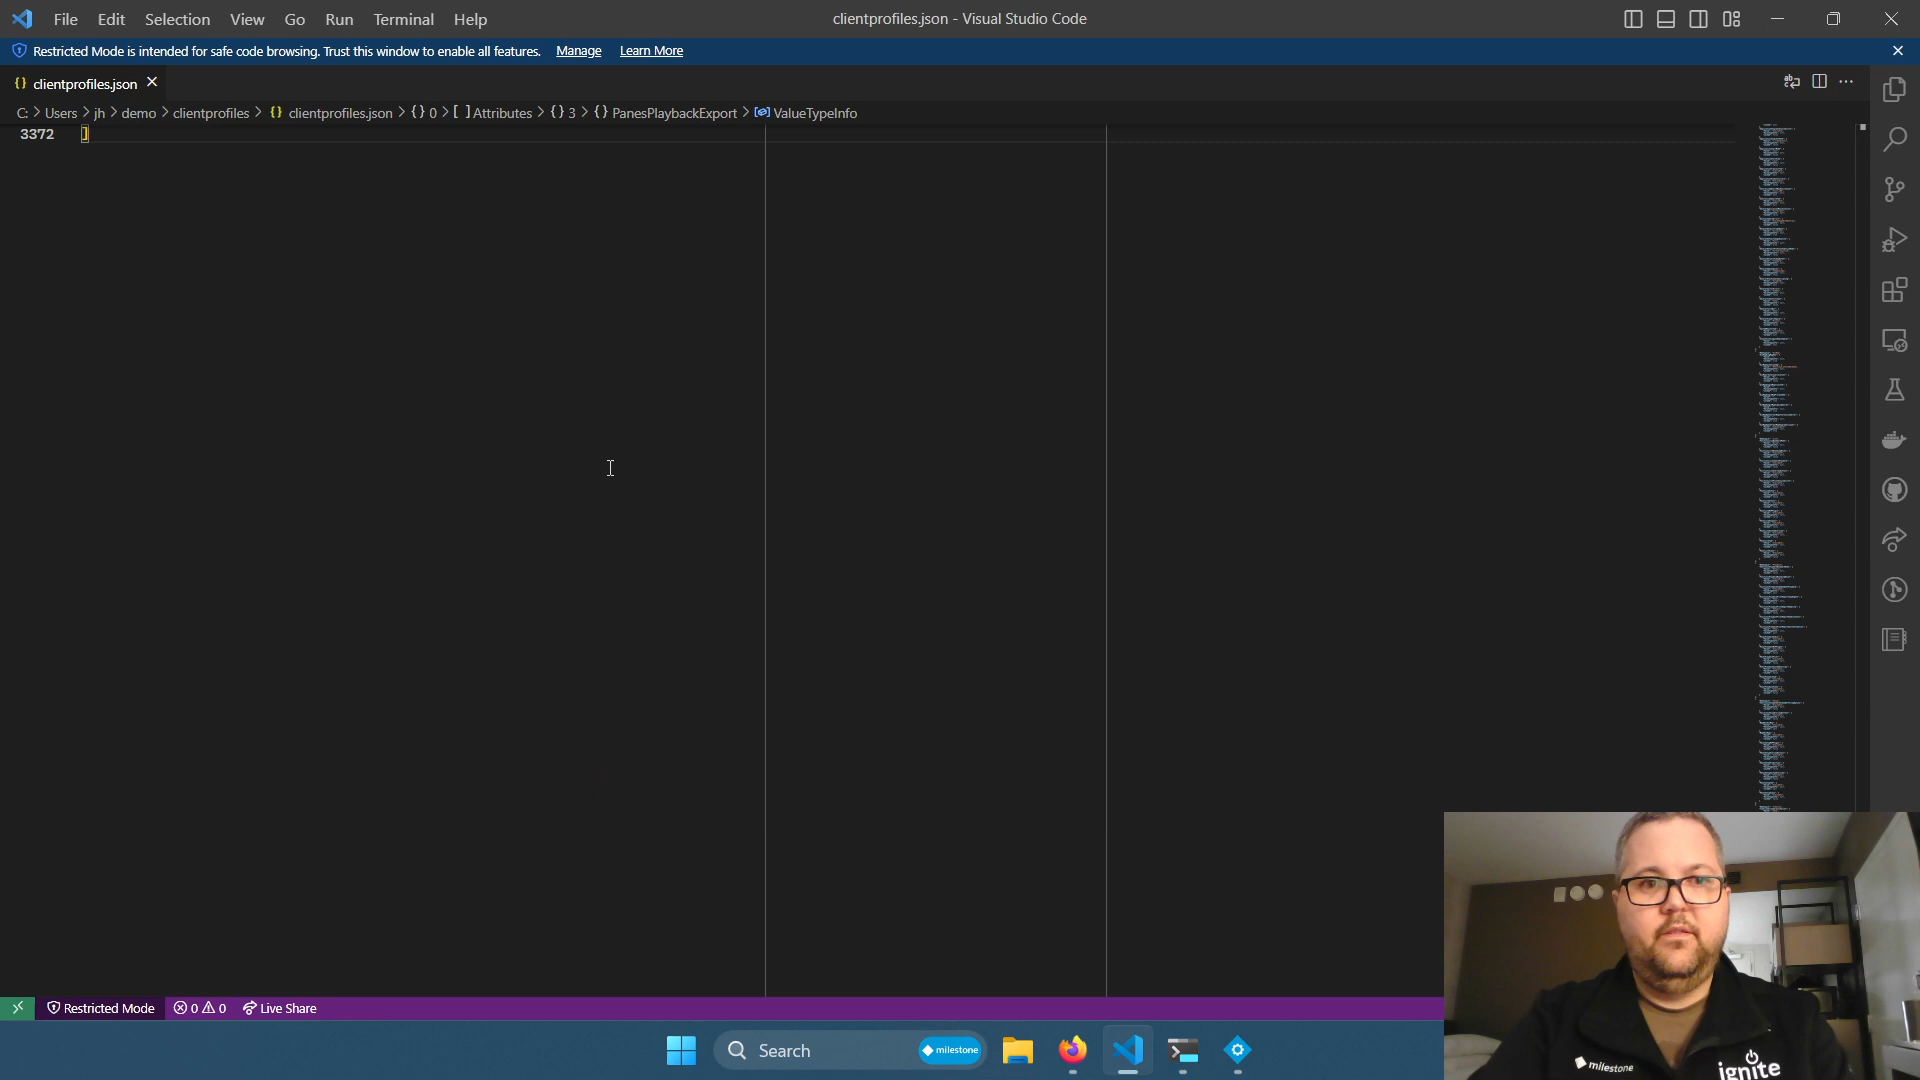 File Edit Selection View Go Run Terminal Help
clientprofiles.json - Visual Studio Code
Restricted Mode is intended for safe code browsing. Trust this window to enable all features. Manage Learn More
{} clientprofiles.json
C: > Users > jh > demo > clientprofiles > {} clientprofiles.json > {} 0 > [ ] Attributes > {} 3 > {} PanesPlaybackExport > ValueTypeInfo
3372 ]
Restricted Mode 0 0 Live Share
Search milestone
milestone
ignite